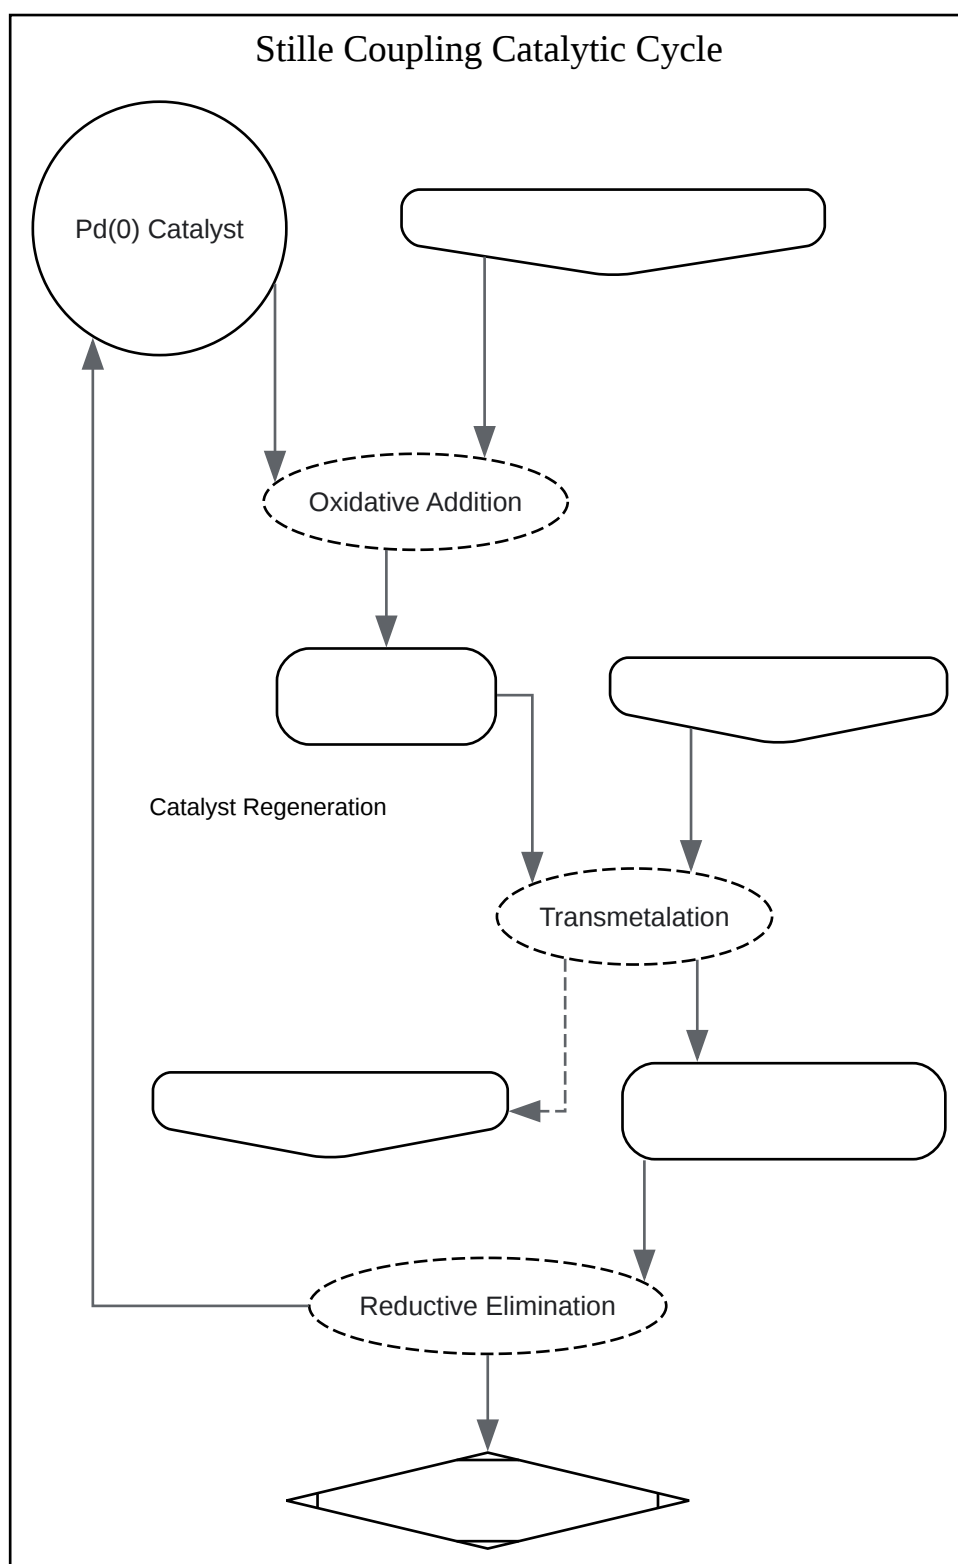 Stille Coupling Catalytic Cycle
Pd(0) Catalyst
Oxidative Addition
Catalyst Regeneration
Transmetalation
Reductive Elimination